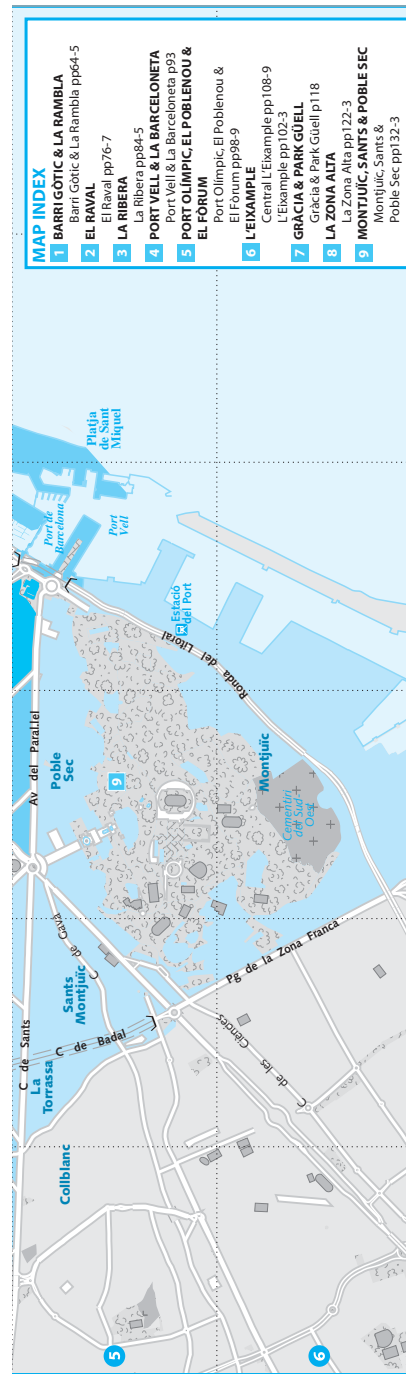 MAP INDEX
1 BARRI GÒTIC & LA RAMBLA
Barri Gòtic & La Rambla pp64-5
2 EL RAVAL
El Raval pp76-7
3 LA RIBERA
La Ribera pp84-5
4 PORT VELL & LA BARCELONETA
Port Vell & La Barceloneta p93
5 PORT OLÍMPIC, EL POBLENOU &
EL FÒRUM
Port Olímpic, El Poblenou &
El Fòrum pp98-9
6 L'EIXAMPLE
Central L'Eixample pp108-9
L'Eixample pp102-3
7 GRÀCIA & PARK GÜELL
Gràcia & Park Güell p118
8 LA ZONA ALTA
La Zona Alta pp122-3
9 MONTJUÏC, SANTS & POBLE SEC
Montjuïc, Sants &
Poble Sec pp132-3
Platja
de Sant
Miquel
Port de
Barcelona
Port
Vell
Estació
del Port
Ronda del Litoral
Av del Paral.lel
Poble
Sec
9
Montjuïc
Cementiri
del Sud-
Oest
C de Gavà
Sants
Montjuïc
C de Sants
C de Badal
La
Torrassa
Pg de la Zona Franca
C de les Ciències
Collblanc
5
6